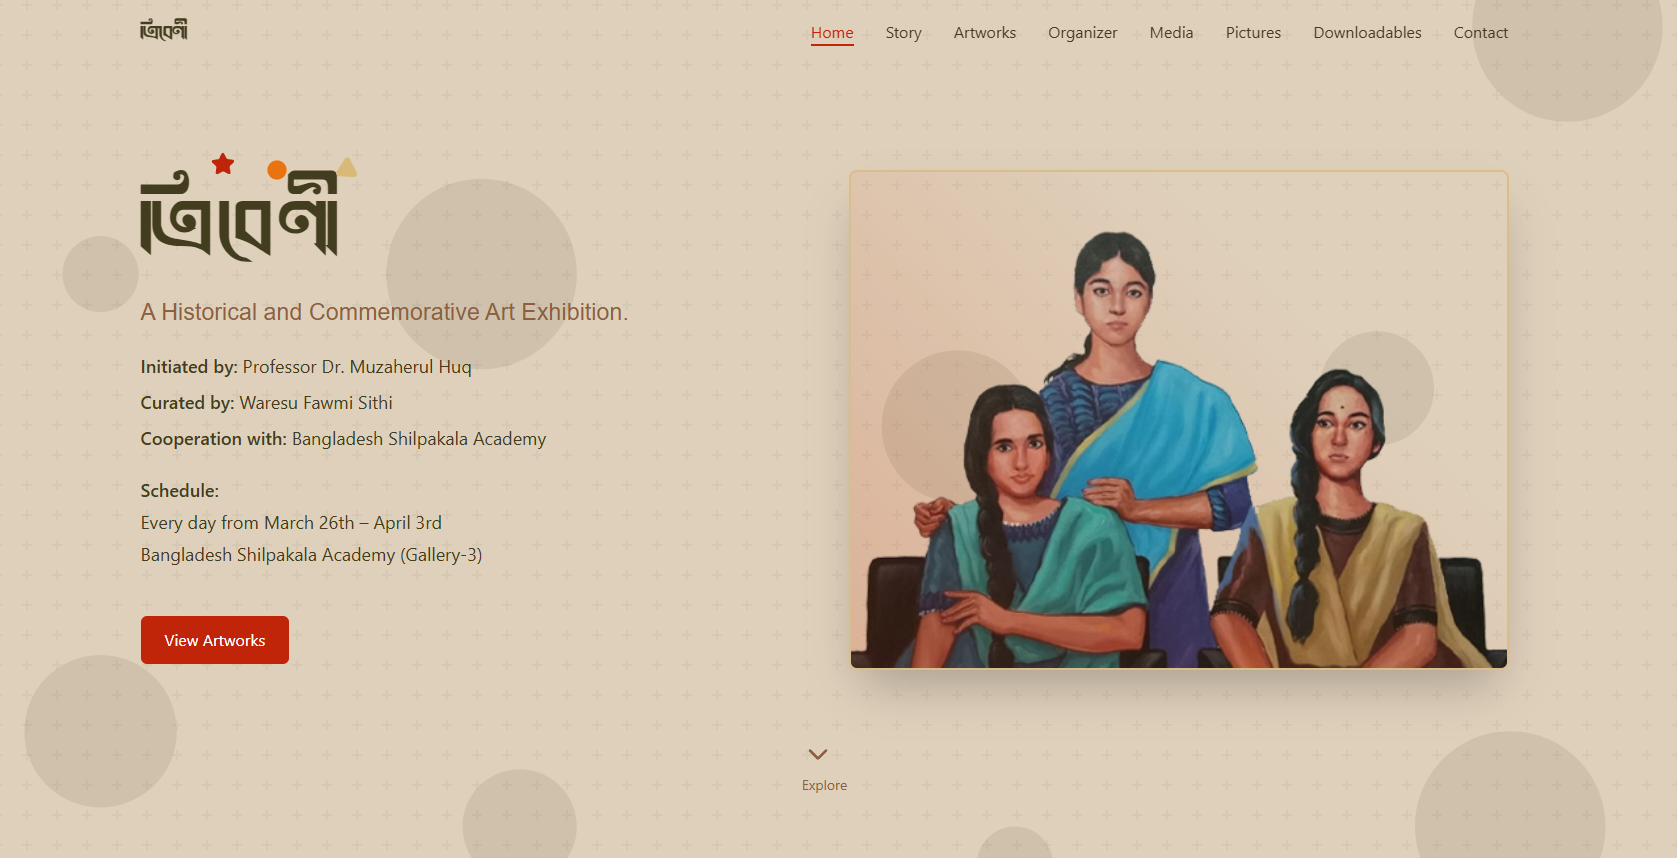 ত্রিবেণী
Home Story Artworks Organizer Media Pictures Downloadables Contact
ত্রিবেণী
A Historical and Commemorative Art Exhibition.
Initiated by: Professor Dr. Muzaherul Huq
Curated by: Waresu Fawmi Sithi
Cooperation with: Bangladesh Shilpakala Academy
Schedule:
Every day from March 26th – April 3rd
Bangladesh Shilpakala Academy (Gallery-3)
View Artworks
Explore